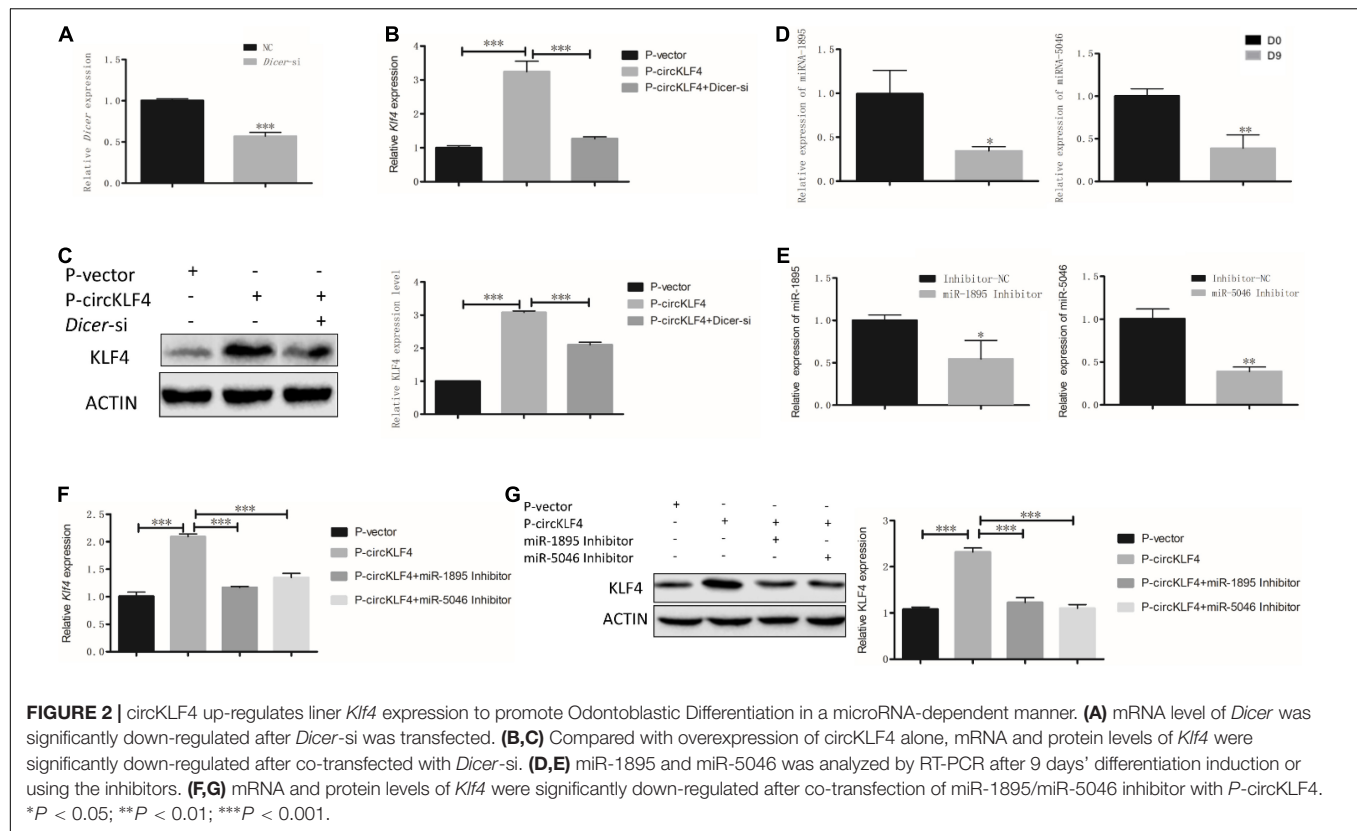 A
NC
Dicer-si
Relative Dicer expression
1.5
1.0
0.5
0.0
***
B
Relative Klf4 expression
4
3
2
1
0
***
***
P-vector
P-circKLF4
P-circKLF4+Dicer-si
D
Relative expression of miRNA-1895
1.5
1.0
0.5
0.0
*
Relative expression of miRNA-5046
1.5
1.0
0.5
0.0
**
D0
D9
C
P-vector + - -
P-circKLF4 - + +
Dicer-si - - +
KLF4
ACTIN
Relative KLF4 expression level
4
3
2
1
0
***
***
P-vector
P-circKLF4
P-circKLF4+Dicer-si
E
Relative expression of miR-1895
1.5
1.0
0.5
0.0
Inhibitor-NC
miR-1895 Inhibitor
*
Relative expression of miR-5046
1.5
1.0
0.5
0.0
Inhibitor-NC
miR-5046 Inhibitor
**
F
Relative Klf4 expression
2.5
2.0
1.5
1.0
0.5
0.0
***
***
***
P-vector
P-circKLF4
P-circKLF4+miR-1895 Inhibitor
P-circKLF4+miR-5046 Inhibitor
G
P-vector + - - -
P-circKLF4 - + + +
miR-1895 Inhibitor - - + -
miR-5046 Inhibitor - - - +
KLF4
ACTIN
Relative KLF4 expression
3
2
1
0
***
***
***
P-vector
P-circKLF4
P-circKLF4+miR-1895 Inhibitor
P-circKLF4+miR-5046 Inhibitor
FIGURE 2 | circKLF4 up-regulates liner Klf4 expression to promote Odontoblastic Differentiation in a microRNA-dependent manner. (A) mRNA level of Dicer was
significantly down-regulated after Dicer-si was transfected. (B,C) Compared with overexpression of circKLF4 alone, mRNA and protein levels of Klf4 were
significantly down-regulated after co-transfected with Dicer-si. (D,E) miR-1895 and miR-5046 was analyzed by RT-PCR after 9 days' differentiation induction or
using the inhibitors. (F,G) mRNA and protein levels of Klf4 were significantly down-regulated after co-transfection of miR-1895/miR-5046 inhibitor with P-circKLF4.
*P < 0.05; **P < 0.01; ***P < 0.001.